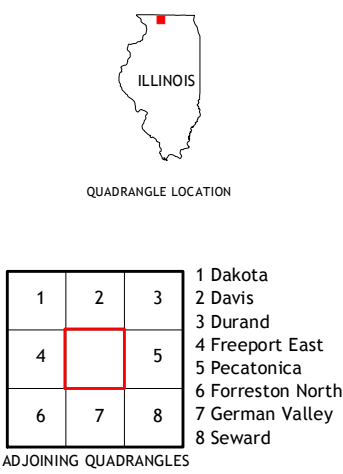 ILLINOIS
QUADRANGLE LOCATION
1 2 3
4 5
6 7 8
1 Dakota
2 Davis
3 Durand
4 Freeport East
5 Pecatonica
6 Forreston North
7 German Valley
8 Seward
ADJOINING QUADRANGLES